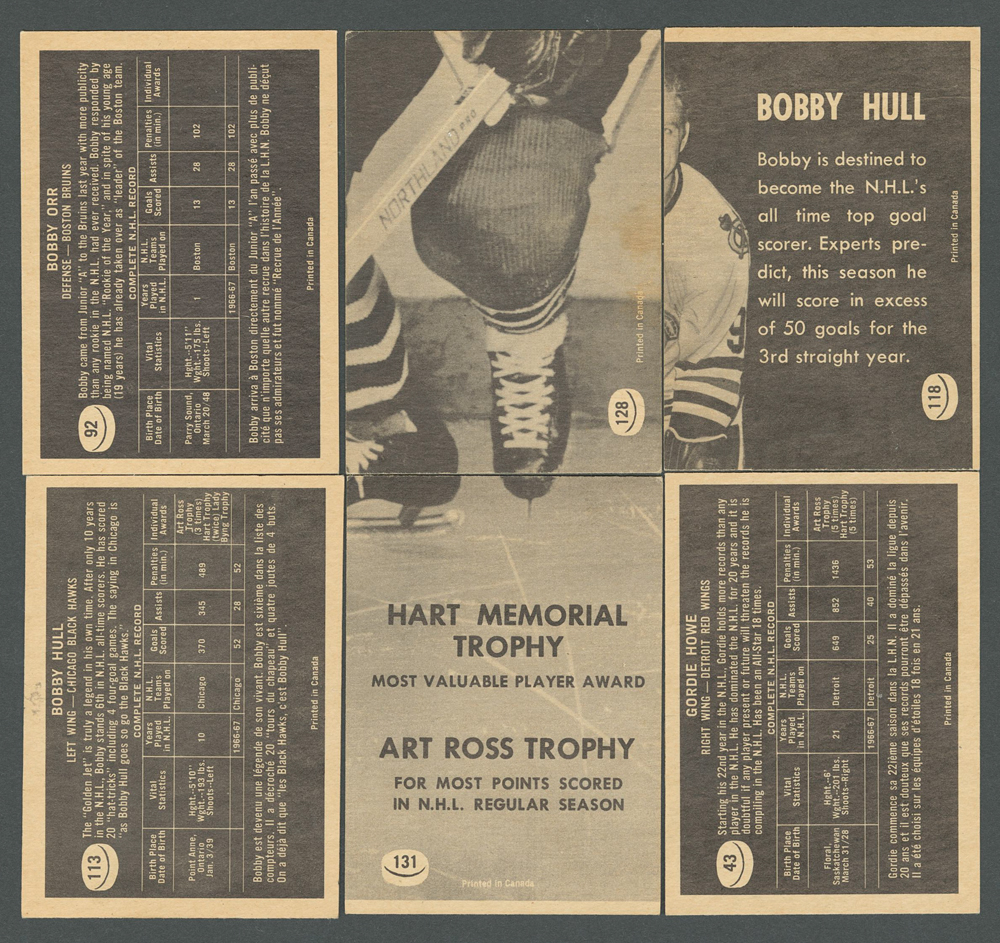 92
BOBBY ORR
DEFENSE — BOSTON BRUINS
Bobby came from Junior "A" to the Bruins last year with more publicity
than any rookie in the N.H.L. had ever received. Bobby responded by
being named N.H.L. "Rookie of the Year," and in spite of his young age
(19 years) he has already taken over as "leader" of the Boston team.
COMPLETE N.H.L. RECORD
Birth Place Date of Birth | Vital Statistics | Years Played in N.H.L. | N.H.L. Teams Played on | Goals Scored | Assists | Penalties (in min.) | Individual Awards
Parry Sound, Ontario March 20/48 | Hght.--5'11" Wght.--175 lbs. Shoots--Left | 1 | Boston | 13 | 28 | 102
1966-67 | Boston | 13 | 28 | 102
Bobby arriva à Boston directement du Junior "A" l'an passé avec plus de publi-
cité que n'importe quelle autre recrue dans l'histoire de la L.H.N. Bobby ne déçut
pas ses admirateurs et fut nommé "Recrue de l'Année".
Printed in Canada
NORTHLAND PRO
Printed in Canada
128
BOBBY HULL
Bobby is destined to
become the N.H.L.'s
all time top goal
scorer. Experts pre-
dict, this season he
will score in excess
of 50 goals for the
3rd straight year.
Printed in Canada
118
113
BOBBY HULL
LEFT WING — CHICAGO BLACK HAWKS
The "Golden Jet" is truly a legend in his own time. After only 10 years
in the N.H.L. Bobby stands 6th in N.H.L. all-time scorers. He has scored
20 "hat-tricks" including 4 four-goal games. The saying in Chicago is
"as Bobby Hull goes so go the Black Hawks."
COMPLETE N.H.L. RECORD
Birth Place Date of Birth | Vital Statistics | Years Played in N.H.L. | N.H.L. Teams Played on | Goals Scored | Assists | Penalties (in min.) | Individual Awards
Point Anne, Ontario Jan. 3/39 | Hght.--5'10" Wght.--193 lbs. Shoots--Left | 10 | Chicago | 370 | 345 | 489 | Art Ross Trophy (3 times) Hart Trophy (twice) Lady Byng Trophy
1966-67 | Chicago | 52 | 28 | 52
Bobby est devenu une légende de son vivant. Bobby est sixième dans la liste des
compteurs. Il a décroché 20 "tours du chapeau" et quatre joutes de 4 buts.
On a déjà dit que "les Black Hawks, c'est Bobby Hull"
Printed in Canada
HART MEMORIAL
TROPHY
MOST VALUABLE PLAYER AWARD
ART ROSS TROPHY
FOR MOST POINTS SCORED
IN N.H.L. REGULAR SEASON
131
Printed in Canada
43
GORDIE HOWE
RIGHT WING — DETROIT RED WINGS
Starting his 22nd year in the N.H.L. Gordie holds more records than any
player in the N.H.L. He has dominated the N.H.L. for 20 years and it is
doubtful if any player present or future will threaten the records he is
compiling in the N.H.L. Has been an All-Star 18 times.
COMPLETE N.H.L. RECORD
Birth Place Date of Birth | Vital Statistics | Years Played in N.H.L. | N.H.L. Teams Played on | Goals Scored | Assists | Penalties (in min.) | Individual Awards
Floral, Saskatchewan March 31/28 | Hght.--6' Wght.--201 lbs. Shoots--Right | 21 | Detroit | 649 | 852 | 1436 | Art Ross Trophy (5 times) Hart Trophy (5 times)
1966-67 | Detroit | 25 | 40 | 53
Gordie commence sa 22ième saison dans la L.H.N. Il a dominé la ligue depuis
20 ans et il est douteux que ses records pourront être dépassés dans l'avenir.
Il a été choisi sur les équipes d'étoiles 18 fois en 21 ans.
Printed in Canada